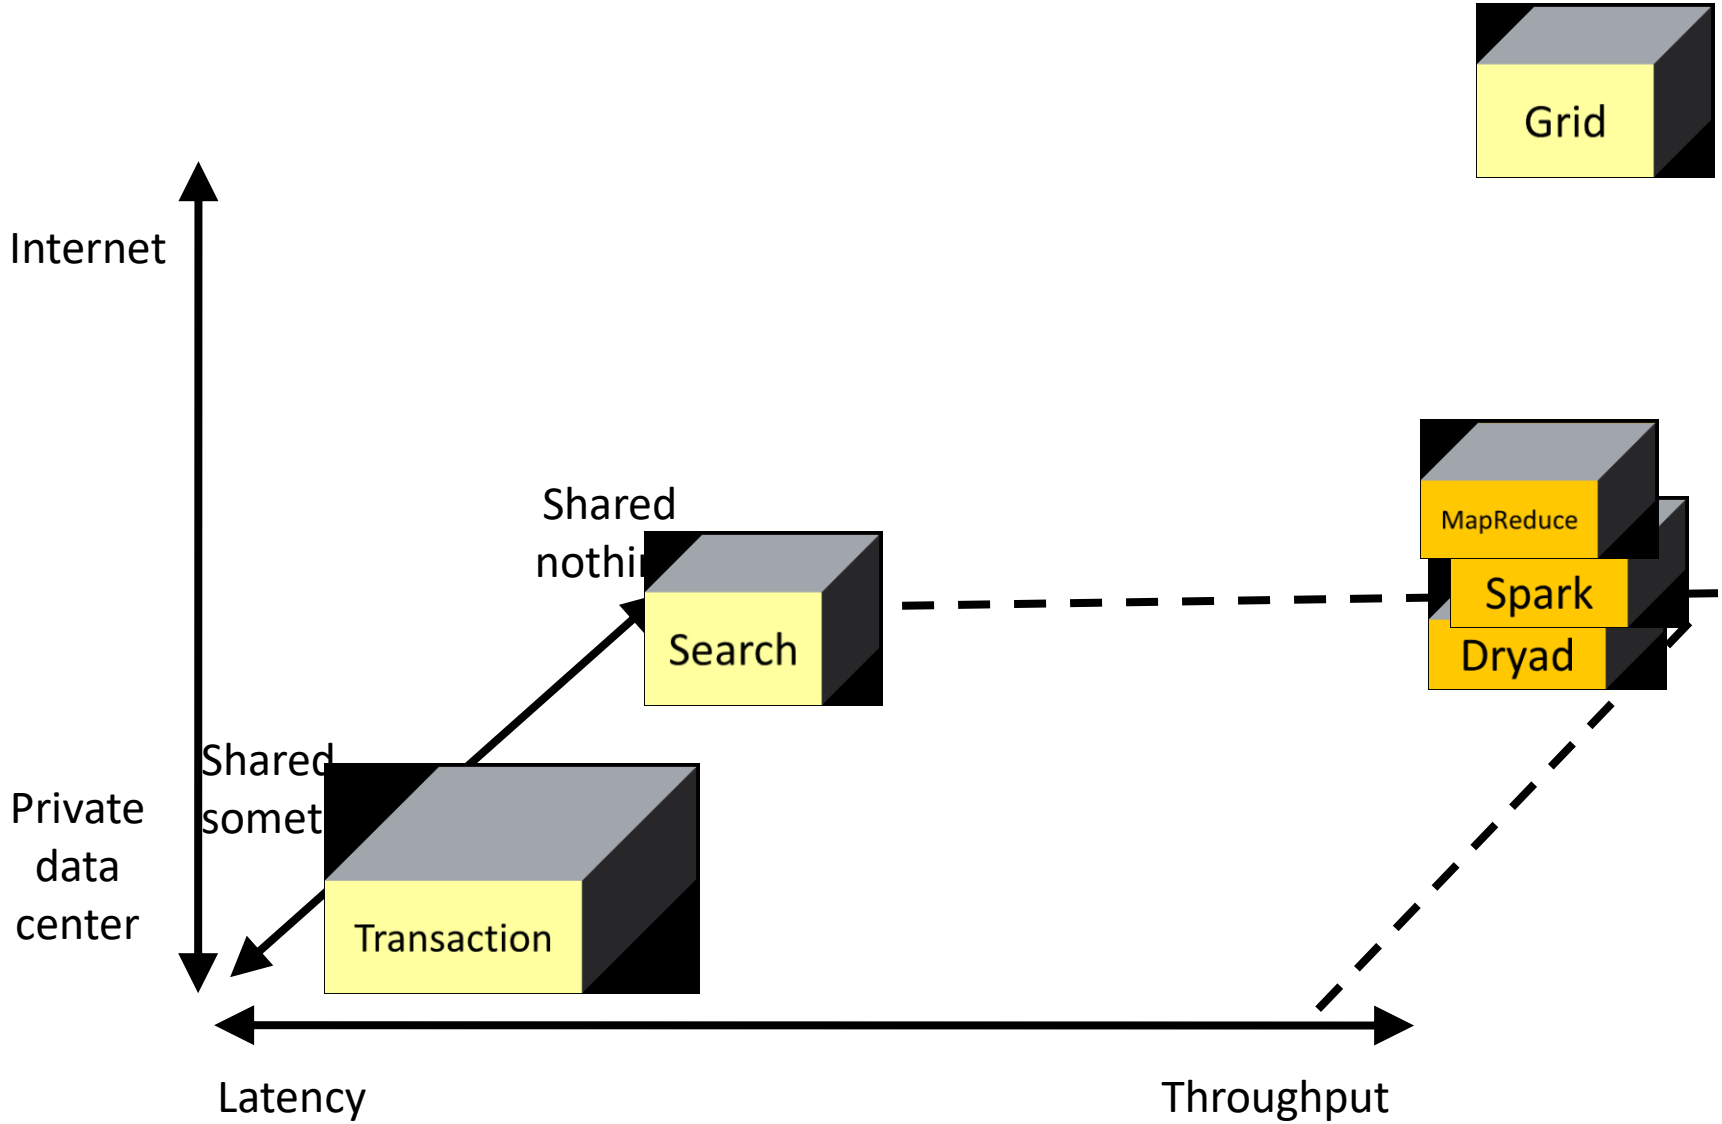 Grid
Internet
Shared
MapReduce
Spark
Search
Dryad
Shared
Private
data
center
Transaction
Latency
Throughput